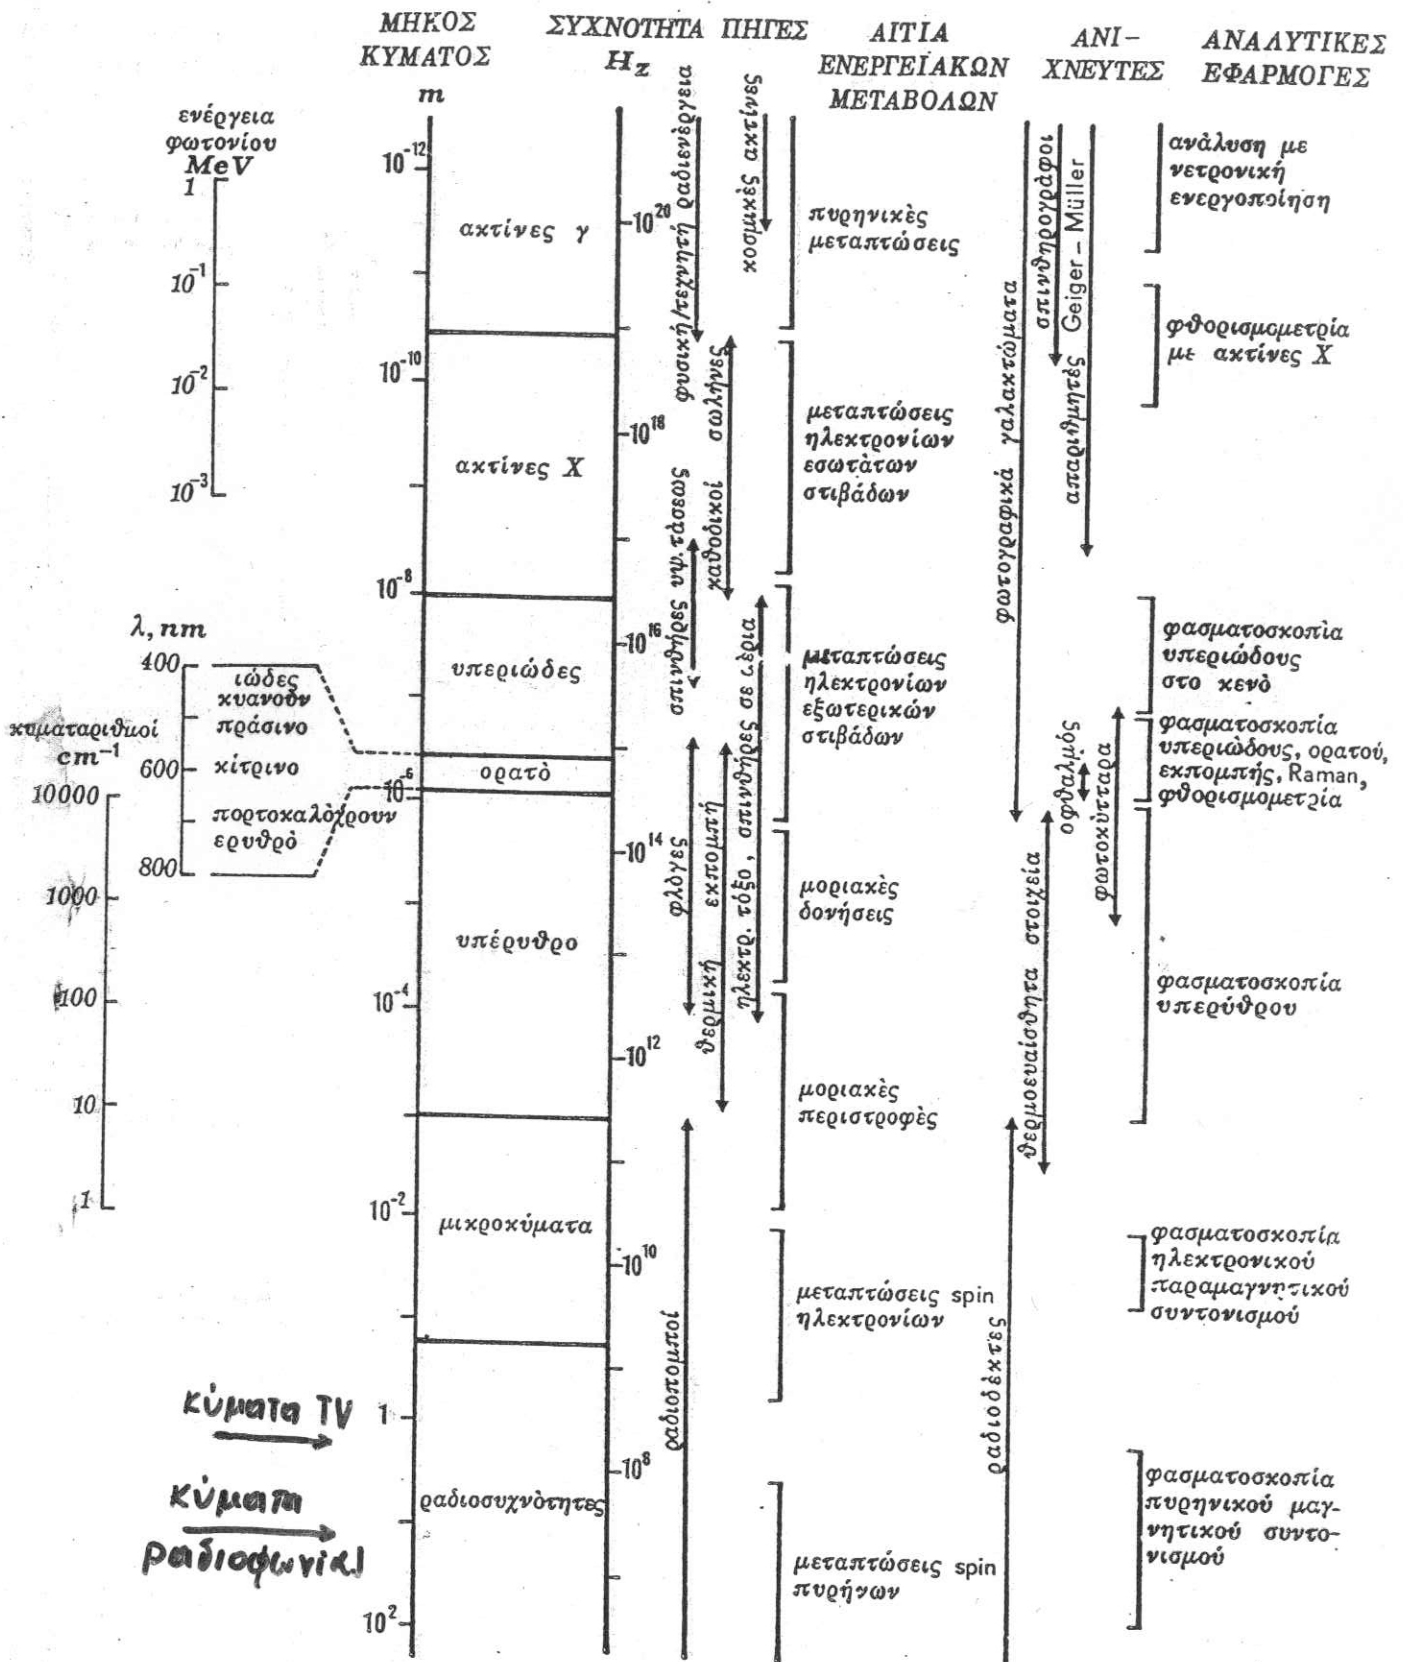 ΜΗΚΟΣ
ΚΥΜΑΤΟΣ
m
ΣΥΧΝΟΤΗΤΑ
Hz
ΠΗΓΕΣ
ΑΙΤΙΑ
ΕΝΕΡΓΕΙΑΚΩΝ
ΜΕΤΑΒΟΛΩΝ
ΑΝΙ-
ΧΝΕΥΤΕΣ
ΑΝΑΛΥΤΙΚΕΣ
ΕΦΑΡΜΟΓΕΣ
ενέργεια
φωτονίου
MeV
1
10⁻¹
10⁻²
10⁻³
λ, nm
400
600
800
ιώδες
κυανούν
πράσινο
κίτρινο
πορτοκαλόχρουν
ερυθρό
κυματαριθμοί
cm⁻¹
10000
1000
100
10
1
10⁻¹²
10⁻¹⁰
10⁻⁸
10⁻⁶
10⁻⁴
10⁻²
1
10²
ακτίνες γ
ακτίνες X
υπεριώδες
ορατό
υπέρυθρο
μικροκύματα
ραδιοσυχνότητες
10²⁰
10¹⁸
10¹⁶
10¹⁴
10¹²
10¹⁰
10⁸
φυσική/τεχνητή ραδιενέργεια
κοσμικές ακτίνες
καθοδικοί σωλήνες
σπινθήρες υψ. τάσεως
ηλεκτρ. τόξο, σπινθήρες σε αέρια
φλόγες
θερμική εκπομπή
ραδιοπομποί
πυρηνικές
μεταπτώσεις
μεταπτώσεις
ηλεκτρονίων
εσωτάτων
στιβάδων
μεταπτώσεις
ηλεκτρονίων
εξωτερικών
στιβάδων
μοριακές
δονήσεις
μοριακές
περιστροφές
μεταπτώσεις spin
ηλεκτρονίων
μεταπτώσεις spin
πυρήνων
φωτογραφικά γαλακτώματα
σπινθηρογράφοι
απαριθμητές Geiger – Müller
οφθαλμός
φωτοκύτταρα
θερμοευαίσθητα στοιχεία
ραδιοδέκτες
ανάλυση με
νετρονική
ενεργοποίηση
φθορισμομετρία
με ακτίνες X
φασματοσκοπία
υπεριώδους
στο κενό
φασματοσκοπία
υπεριώδους, ορατού,
εκπομπής, Raman,
φθορισμομετρία
φασματοσκοπία
υπερύθρου
φασματοσκοπία
ηλεκτρονικού
παραμαγνητικού
συντονισμού
φασματοσκοπία
πυρηνικού μαγ-
νητικού συντο-
νισμού
κύματα TV
κύματα
ραδιοφωνίας